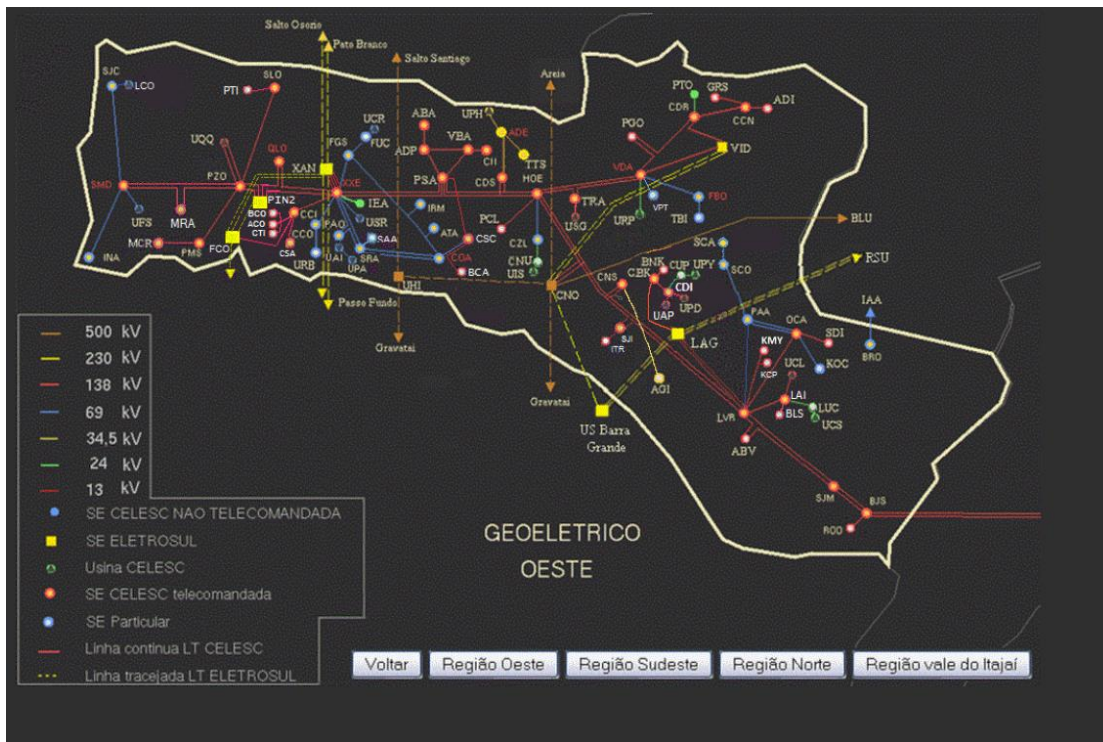 Salto Osorio
Pato Branco
Salto Santiago
Areia
SJC
LCO
SLO
PTI
UCR
FUC
FGS
ABA
UPH
ADE
VBA
ADP
CII
TTS
PTO
GRS
CDR
ADI
CCN
PGO
VID
UQQ
QLO
XAN
PZO
SMD
XXE
PSA
CDS
HOE
VDA
FBO
PIN2
BCO
ACO
CTI
CCI
CCO
IEA
IRM
USR
PAO
SAA
ATA
CSC
PCL
TRA
USG
URP
VPT
TBI
BLU
UFS
MRA
MCR
PMS
FCO
CSA
URB
UAI
UPA
SRA
CGA
BCA
CZL
CNU
UIS
INA
UHI
CNO
CNS
BNK
CBK
CUP
UPY
CDI
UPD
UAP
SCA
SCO
RSU
Passo Fundo
Gravatai
Gravatai
LAG
SJI
ITR
AGI
US Barra
Grande
PAA
OCA
SDI
KMY
KCP
UCL
KOC
IAA
BRO
LAI
BLS
LUC
UCS
LVR
ABV
SJM
BJS
ROO
500 kV
230 kV
138 kV
69 kV
34,5 kV
24 kV
13 kV
SE CELESC NAO TELECOMANDADA
SE ELETROSUL
Usina CELESC
SE CELESC telecomandada
SE Particular
Linha continua LT CELESC
Linha tracejada LT ELETROSUL
GEOELETRICO
OESTE
Voltar
Região Oeste
Região Sudeste
Região Norte
Região vale do Itajaí